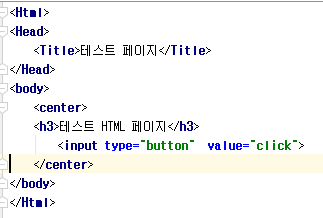 <Html>
<Head>
<Title>테스트 페이지</Title>
</Head>
<body>
<center>
<h3>테스트 HTML 페이지</h3>
<input type="button" value="click">
</center>
</body>
</Html>